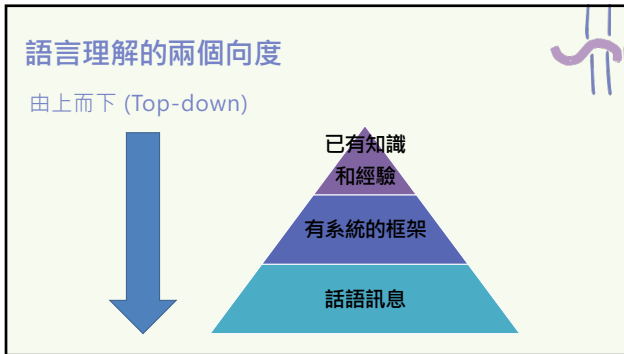 語言理解的兩個向度
由上而下 (Top-down)
已有知識
和經驗
有系統的框架
話語訊息